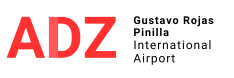 ADZ
Gustavo Rojas
Pinilla
International
Airport